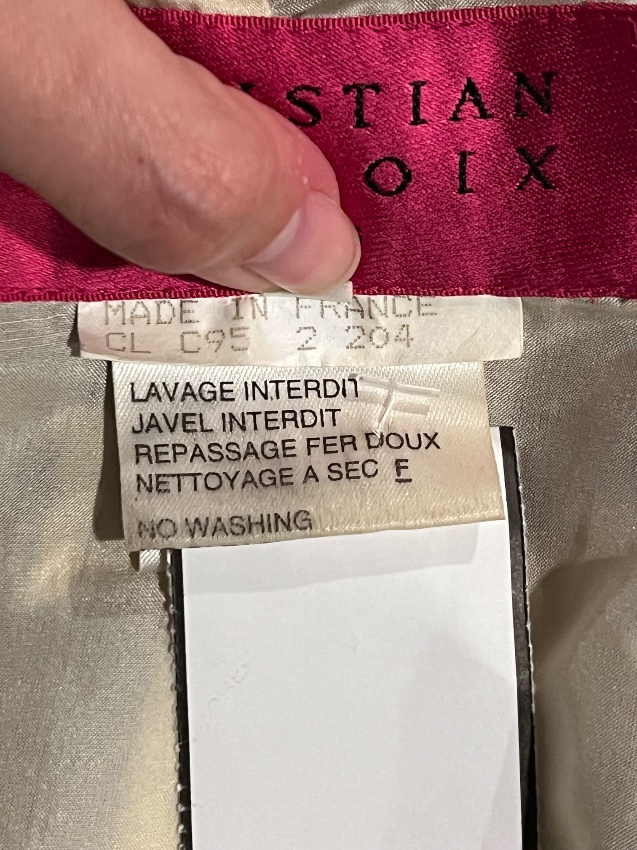 ISTIAN
OIX
MADE IN FRANCE
CL C95 2 204
LAVAGE INTERDIT
JAVEL INTERDIT
REPASSAGE FER DOUX
NETTOYAGE A SEC F
NO WASHING